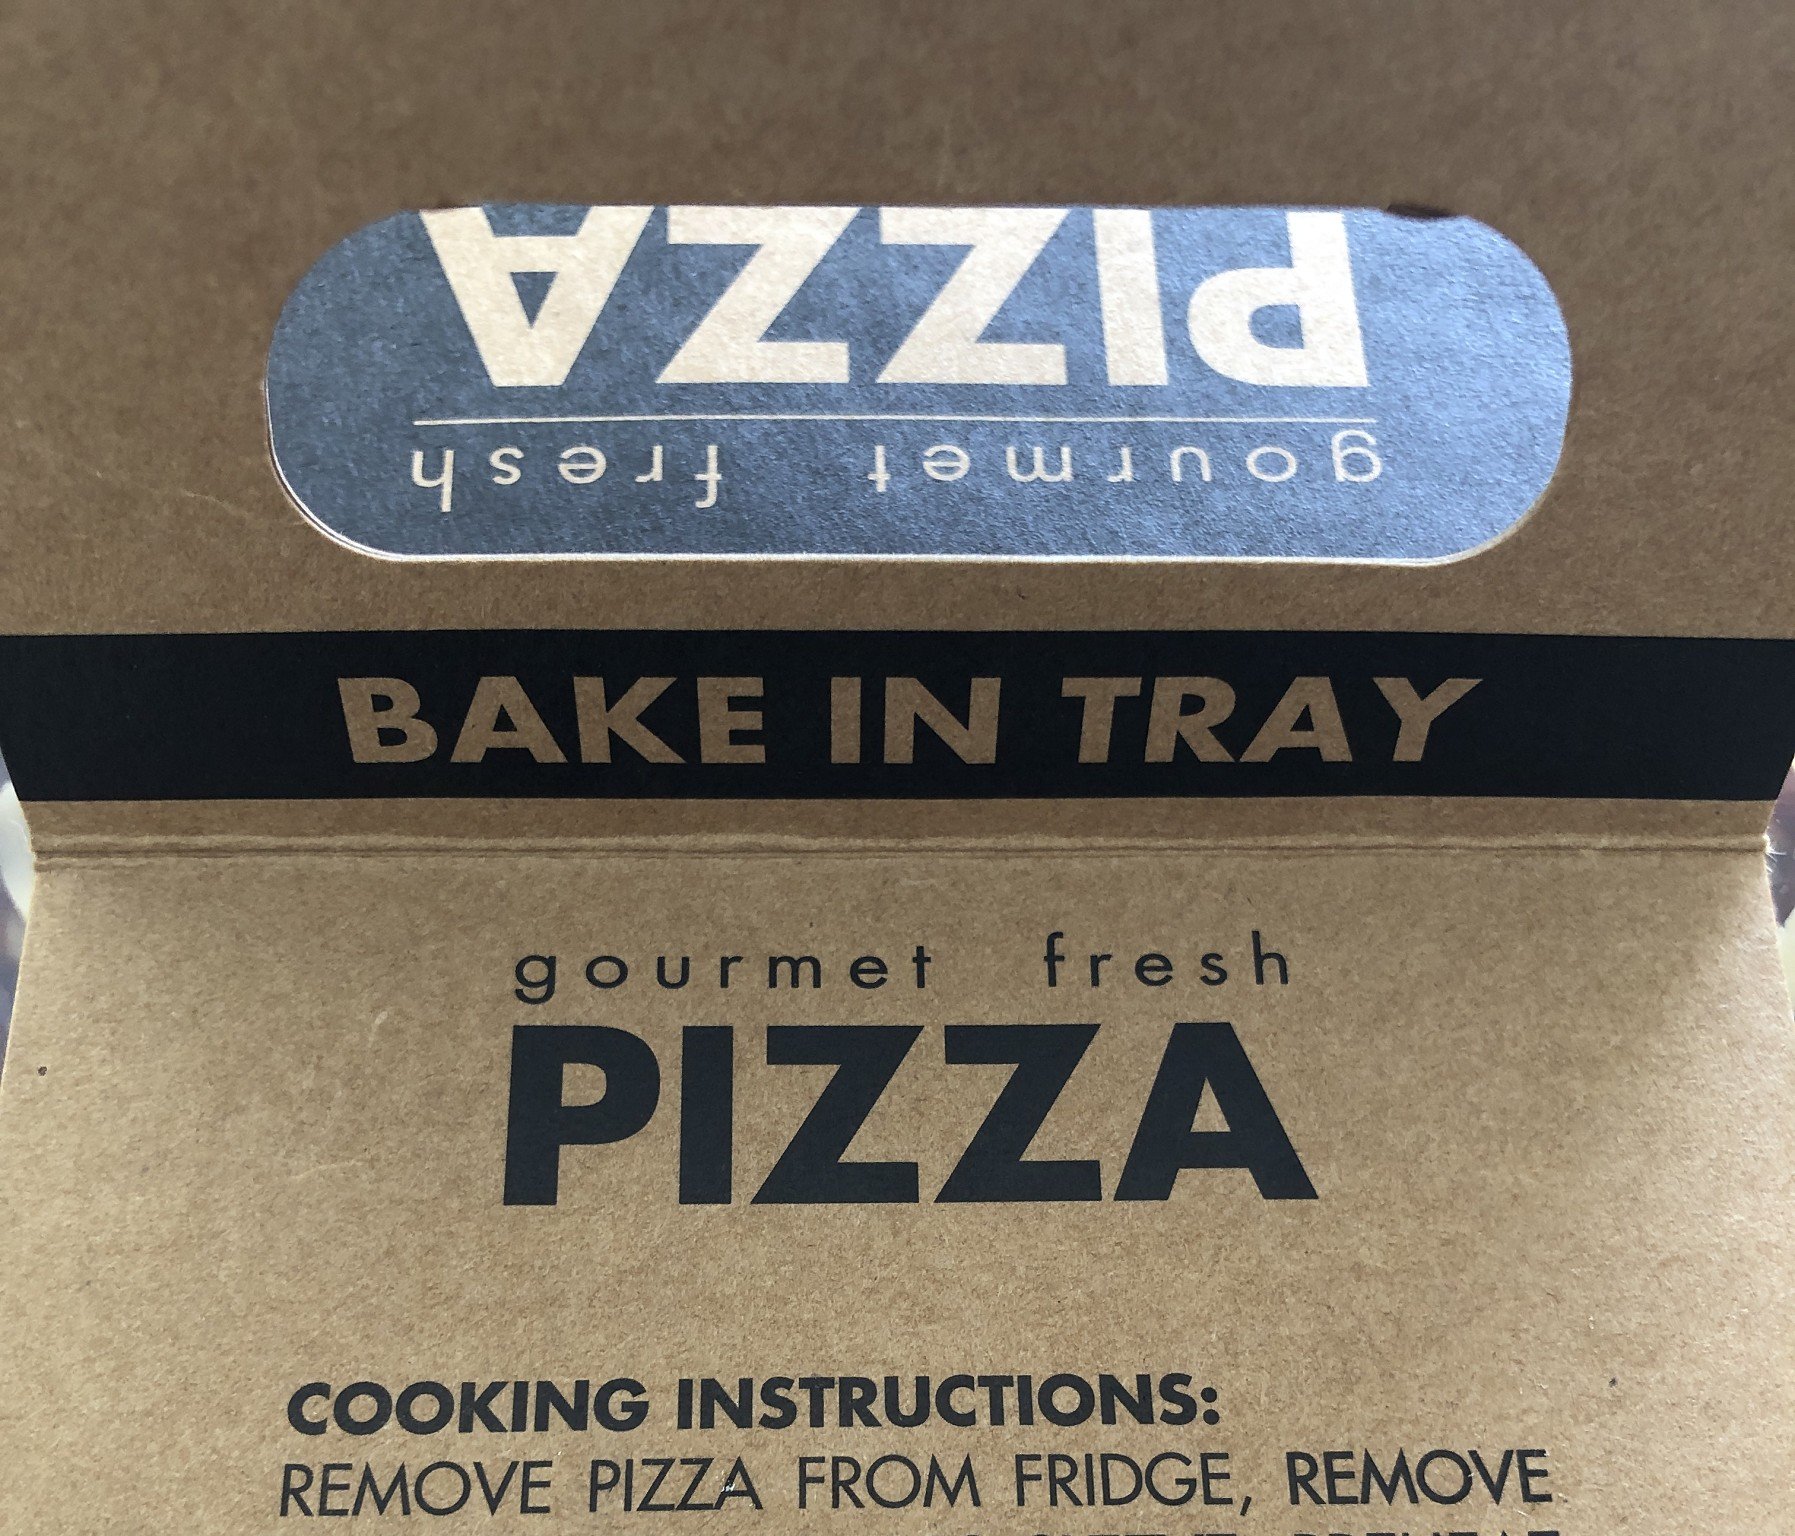 PIZZA
gourmet fresh
BAKE IN TRAY
gourmet fresh
PIZZA
COOKING INSTRUCTIONS:
REMOVE PIZZA FROM FRIDGE, REMOVE